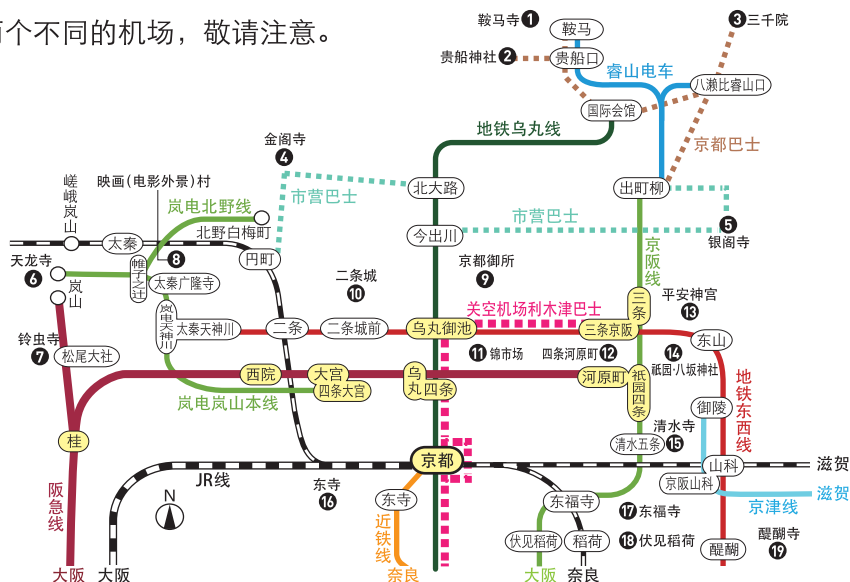 两个不同的机场，敬请注意。
鞍马寺 1
鞍马
3 三千院
贵船神社 2
贵船口
睿山电车
八濑比睿山口
国际会馆
地铁乌丸线
京都巴士
金阁寺
4
嵯峨岚山
映画(电影外景)村
市营巴士
北大路
出町柳
岚电北野线
北野白梅町
市营巴士
5
银阁寺
今出川
太秦
8
円町
京阪线
天龙寺
6
岚山
帷子之辻
太秦广隆寺
二条城
10
京都御所
9
关空机场利木津巴士
三条
平安神宫
13
岚电天神川
太秦天神川
二条
二条城前
乌丸御池
三条京阪
东山
铃虫寺
7
松尾大社
11 锦市场
四条河原町 12
14
祗园·八坂神社
西院
大宫
四条大宫
乌丸
四条
河原町
祗园四条
地铁东西线
岚电岚山本线
御陵
桂
清水寺
15
清水五条
京都
山科
滋贺
JR线
京阪山科
滋贺
京津线
阪急线
N
东寺
16
东寺
东福寺
17 东福寺
近铁线
伏见稻荷
稻荷
18 伏见稻荷
醍醐
醍醐寺
19
大阪
大阪
奈良
大阪
奈良